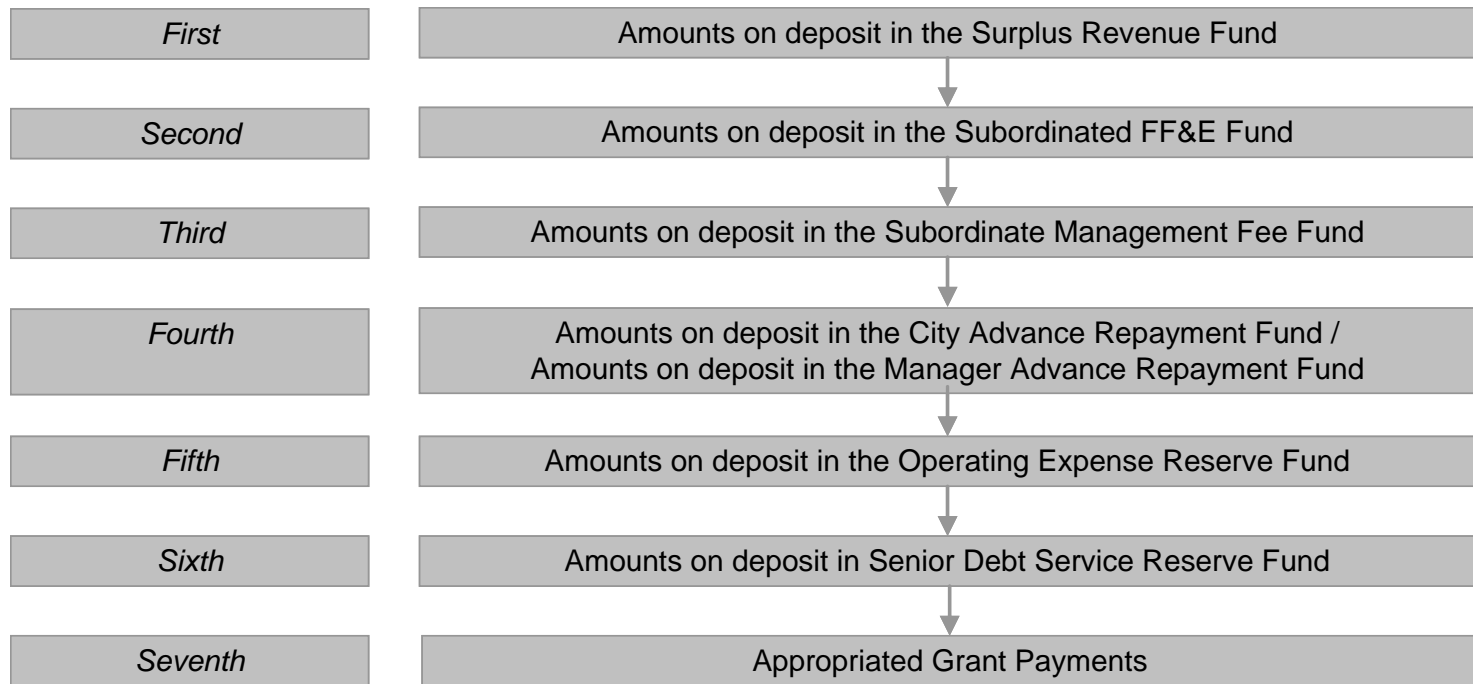 First
Amounts on deposit in the Surplus Revenue Fund
Second
Amounts on deposit in the Subordinated FF&E Fund
Third
Amounts on deposit in the Subordinate Management Fee Fund
Fourth
Amounts on deposit in the City Advance Repayment Fund /
Amounts on deposit in the Manager Advance Repayment Fund
Fifth
Amounts on deposit in the Operating Expense Reserve Fund
Sixth
Amounts on deposit in Senior Debt Service Reserve Fund
Seventh
Appropriated Grant Payments